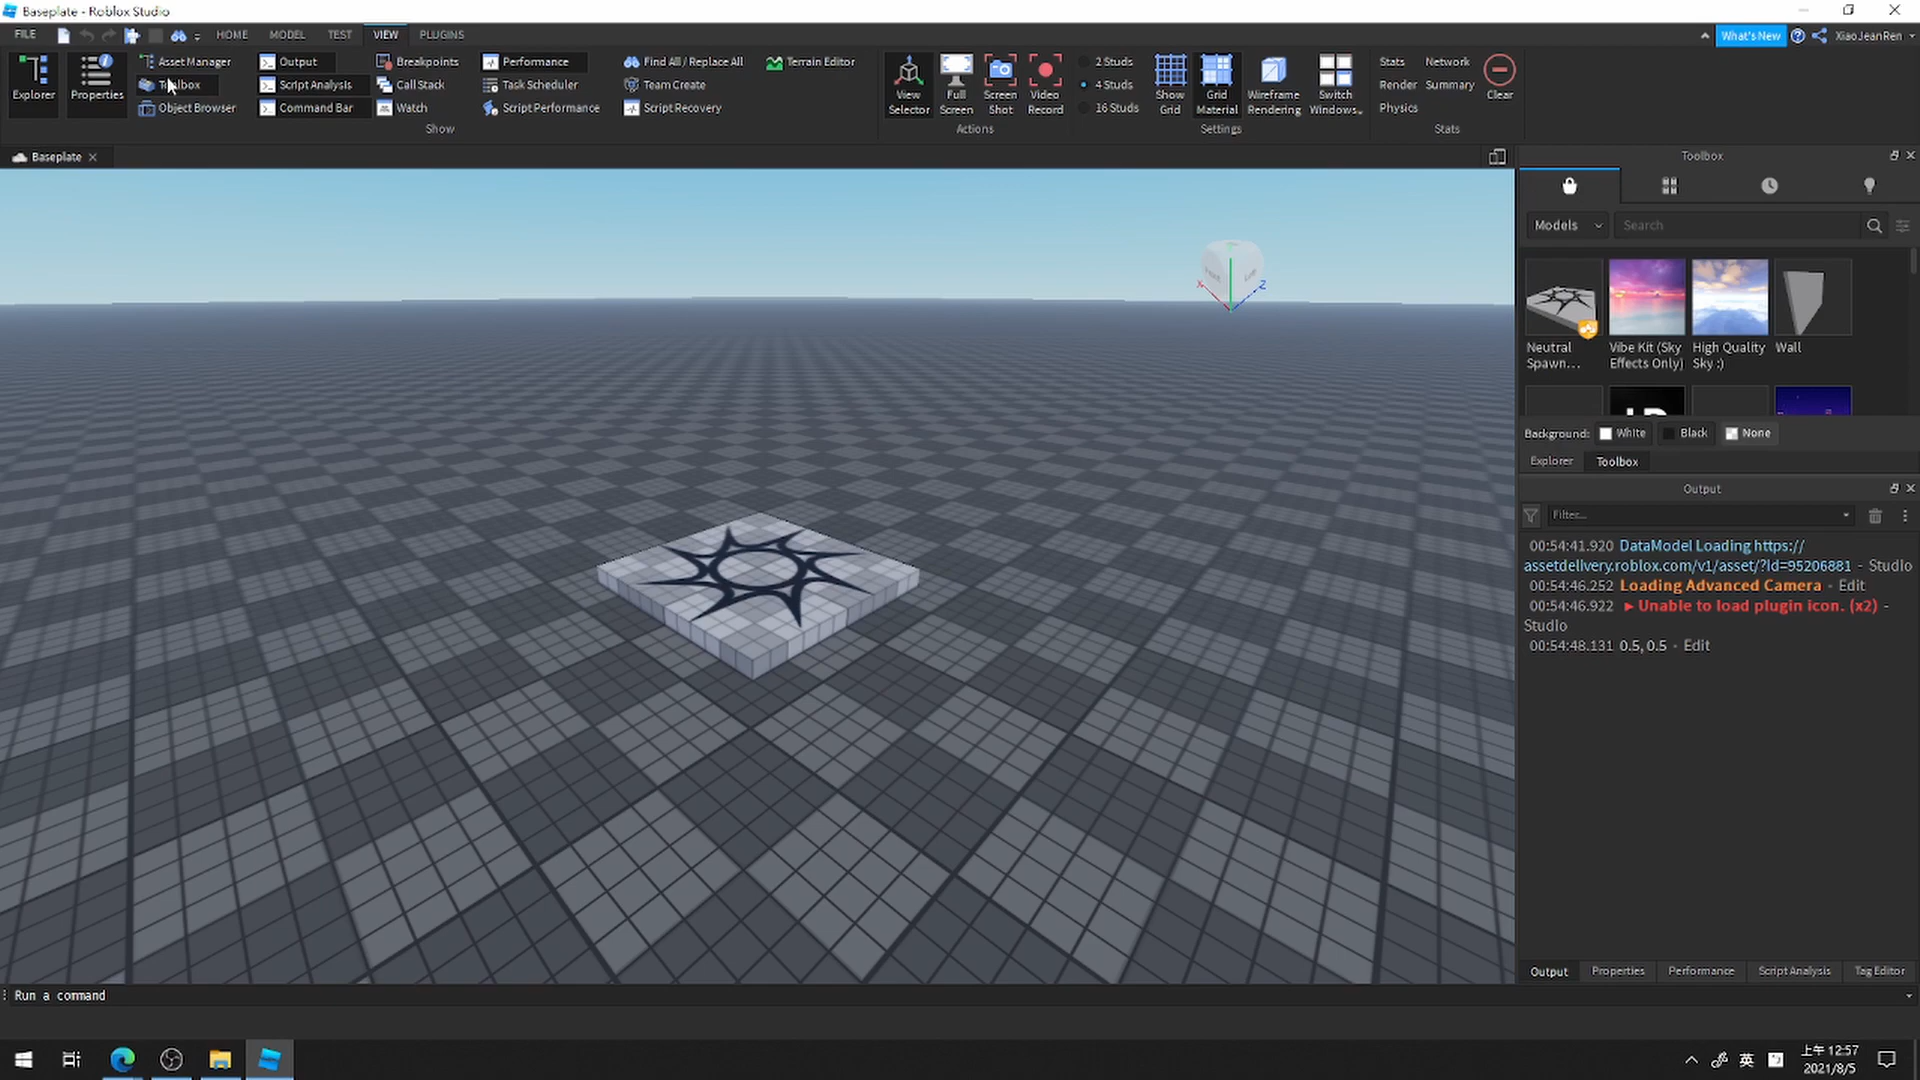 Baseplate - Roblox Studio
FILE HOME MODEL TEST VIEW PLUGINS What's New XiaoJeanRen
Explorer
Properties
Asset Manager
Toolbox
Object Browser
Output
Script Analysis
Command Bar
Breakpoints
Call Stack
Watch
Performance
Task Scheduler
Script Performance
Find All / Replace All
Team Create
Script Recovery
Terrain Editor
Show
View
Selector
Full
Screen
Screen
Shot
Video
Record
Actions
2 Studs
4 Studs
16 Studs
Show
Grid
Grid
Material
Wireframe
Rendering
Switch
Windows
Settings
Stats Network
Render Summary
Physics
Clear
Stats
Baseplate
X Z
Toolbox
Models Search
Neutral
Spawn...
Vibe Kit (Sky
Effects Only)
High Quality
Sky :)
Wall
Background: White Black None
Explorer Toolbox
Output
Filter...
00:54:41.920 DataModel Loading https://
assetdelivery.roblox.com/v1/asset/?id=95206881 - Studio
00:54:46.252 Loading Advanced Camera - Edit
00:54:46.922 ▶ Unable to load plugin icon. (x2) -
Studio
00:54:48.131 0.5, 0.5 - Edit
Output Properties Performance Script Analysis Tag Editor
Run a command
英
上午 12:57
2021/8/5